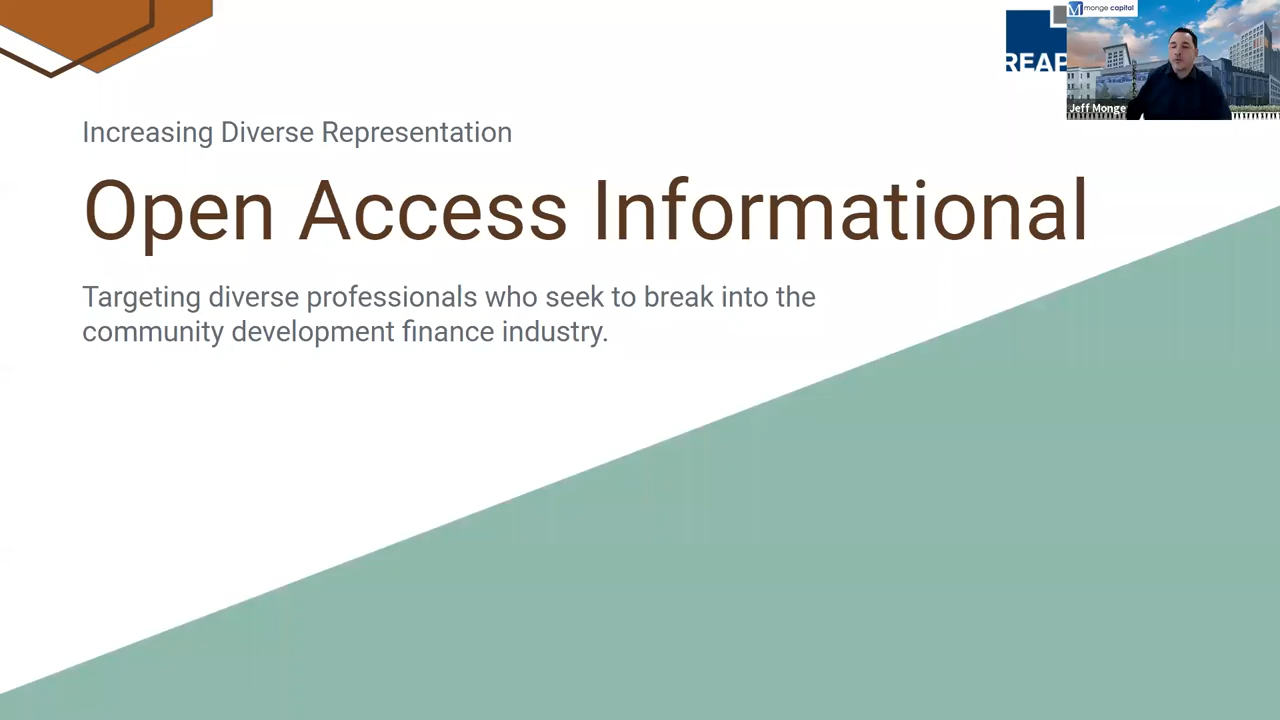 REAP
monge capital
Jeff Monge
Increasing Diverse Representation
Open Access Informational
Targeting diverse professionals who seek to break into the
community development finance industry.